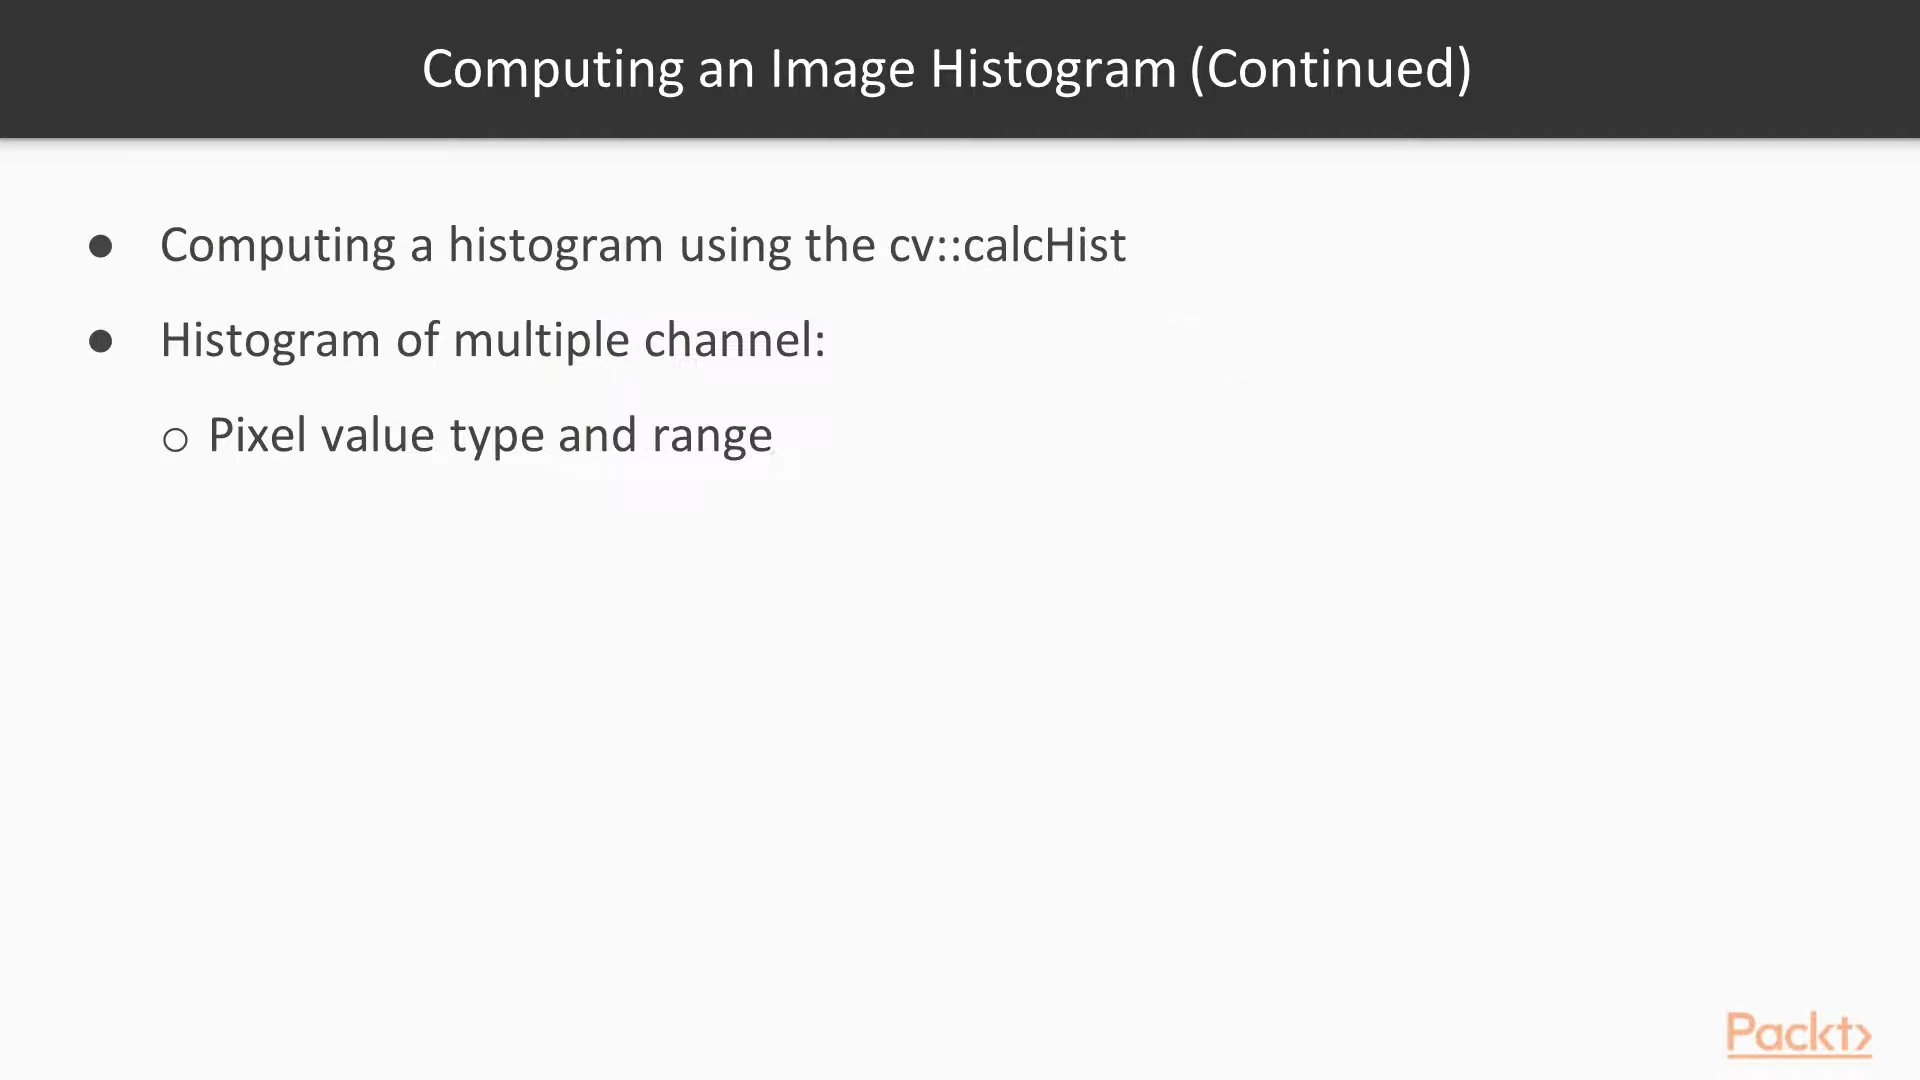 Computing an Image Histogram (Continued)
● Computing a histogram using the cv::calcHist
● Histogram of multiple channel:
○ Pixel value type and range
Packt>